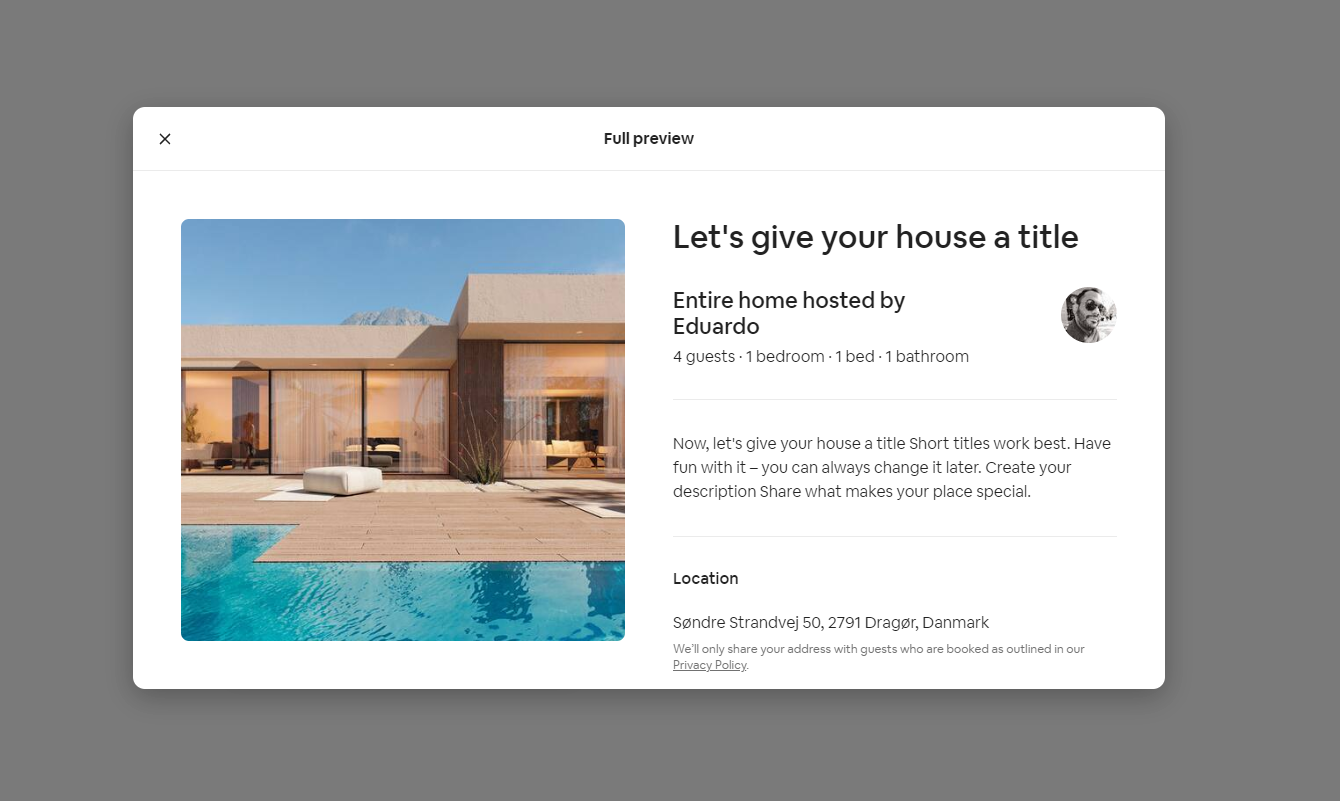 Full preview
Let's give your house a title
Entire home hosted by
Eduardo
4 guests · 1 bedroom · 1 bed · 1 bathroom
Now, let's give your house a title Short titles work best. Have
fun with it – you can always change it later. Create your
description Share what makes your place special.
Location
Søndre Strandvej 50, 2791 Dragør, Danmark
We'll only share your address with guests who are booked as outlined in our
Privacy Policy.